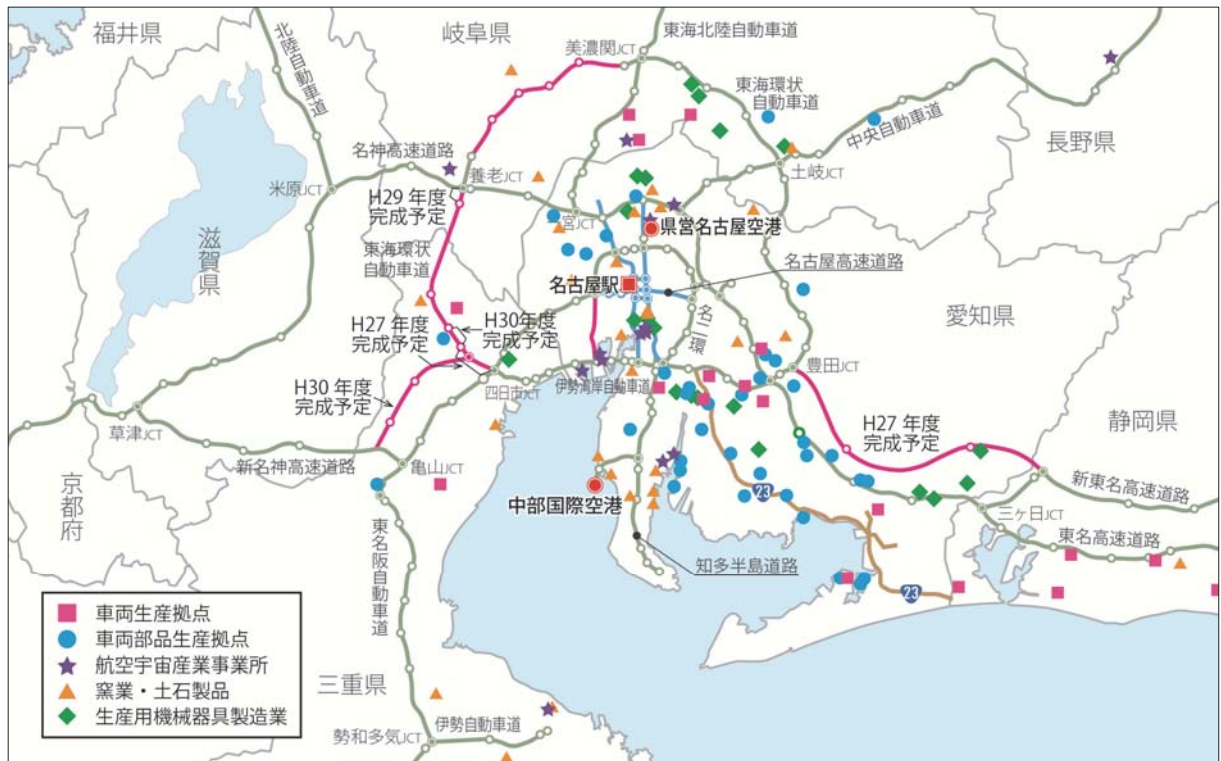 福井県
岐阜県
東海北陸自動車道
美濃関JCT
北陸自動車道
東海環状
自動車道
中央自動車道
長野県
名神高速道路
養老JCT
土岐JCT
米原JCT
H29 年度
完成予定
一宮JCT
県営名古屋空港
滋賀県
東海環状
自動車道
名古屋高速道路
名古屋駅
愛知県
H27 年度
完成予定
H30年度
完成予定
名二環
豊田JCT
H30 年度
完成予定
四日市JCT
伊勢湾岸自動車道
静岡県
草津JCT
H27 年度
完成予定
新名神高速道路
亀山JCT
京都府
新東名高速道路
23
中部国際空港
三ヶ日JCT
東名高速道路
東名阪自動車道
知多半島道路
23
車両生産拠点
車両部品生産拠点
航空宇宙産業事業所
窯業・土石製品
生産用機械器具製造業
三重県
伊勢自動車道
勢和多気JCT